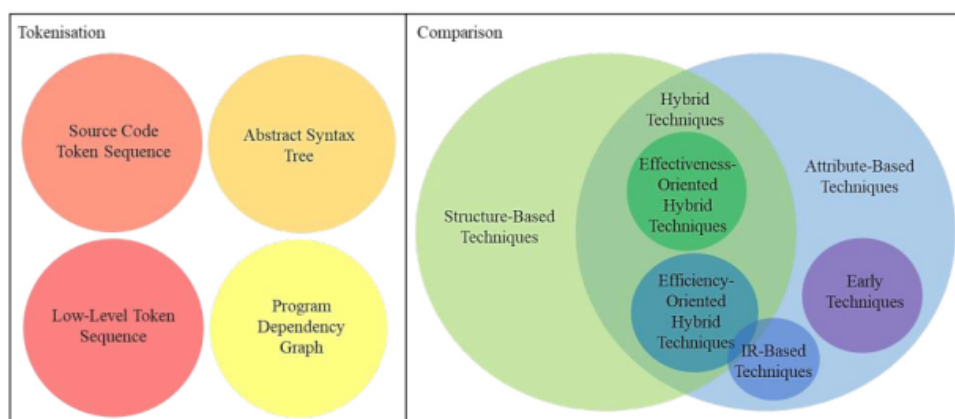 Tokenisation
Source Code
Token Sequence
Abstract Syntax
Tree
Low-Level Token
Sequence
Program
Dependency
Graph
Comparison
Structure-Based
Techniques
Hybrid
Techniques
Effectiveness-
Oriented
Hybrid
Techniques
Efficiency-
Oriented
Hybrid
Techniques
Attribute-Based
Techniques
Early
Techniques
IR-Based
Techniques